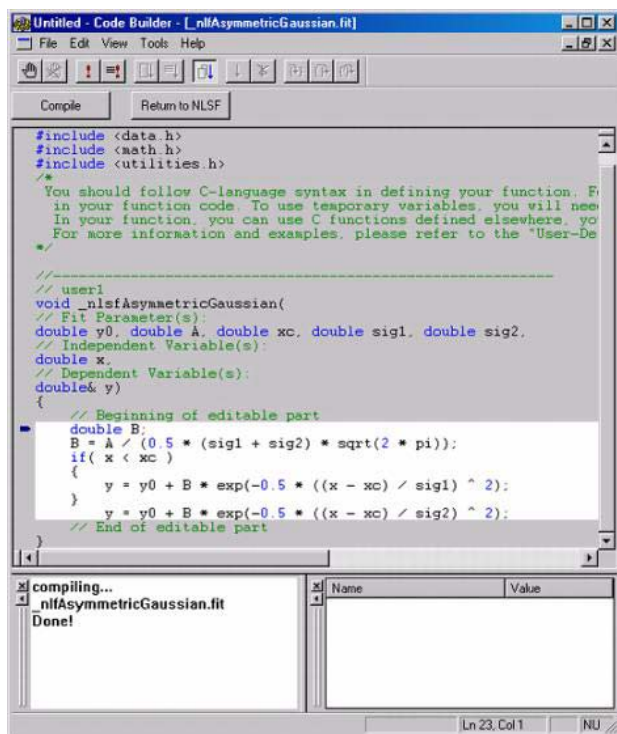 Untitled - Code Builder - [_nlfAsymmetricGaussian.fit]
File Edit View Tools Help
Compile Return to NLSF
#include <data.h>
#include <math.h>
#include <utilities.h>
/*
You should follow C-language syntax in defining your function. F
in your function code. To use temporary variables, you will nee
In your function, you can use C functions defined elsewhere, yo
For more information and examples, please refer to the "User-De
*/
//----------------------------------------------------------
// user1
void _nlsfAsymmetricGaussian(
// Fit Parameter(s):
double y0, double A, double xc, double sig1, double sig2,
// Independent Variable(s):
double x,
// Dependent Variable(s):
double& y)
{
// Beginning of editable part
double B;
B = A / (0.5 * (sig1 + sig2) * sqrt(2 * pi));
if( x < xc )
{
y = y0 + B * exp(-0.5 * ((x - xc) / sig1) ^ 2);
}
y = y0 + B * exp(-0.5 * ((x - xc) / sig2) ^ 2);
// End of editable part
}
compiling...
_nlfAsymmetricGaussian.fit
Done!
Name Value
Ln 23, Col 1 NU